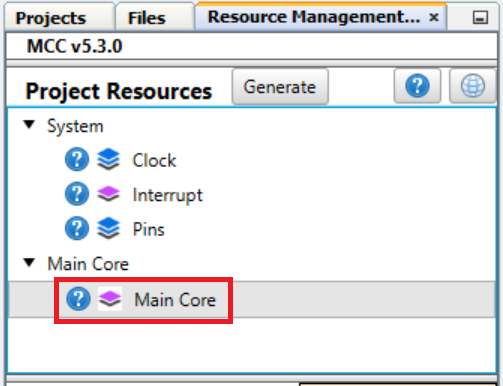 Projects Files Resource Management... ×
MCC v5.3.0
Project Resources Generate ?
▼ System
? Clock
? Interrupt
? Pins
▼ Main Core
? Main Core